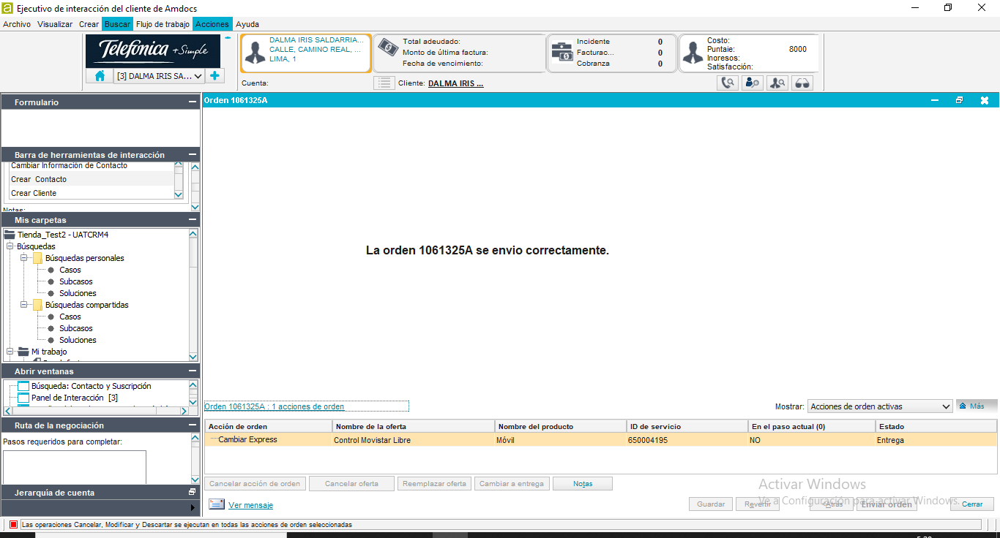 Ejecutivo de interacción del cliente de Amdocs
Archivo Visualizar Crear Buscar Flujo de trabajo Acciones Ayuda
Telefónica +Simple
[3] DALMA IRIS SA...
DALMA IRIS SALDARRIA...
CALLE, CAMINO REAL, ...
LIMA, 1
Total adeudado:
Monto de última factura:
Fecha de vencimiento:
Incidente 0
Facturac... 0
Cobranza 0
Costo:
Puntaie: 8000
Ingresos:
Satisfacción:
Cuenta:
Cliente: DALMA IRIS ...
Formulario
Barra de herramientas de interacción
Cambiar Información de Contacto
Crear Contacto
Crear Cliente
Notas:
Mis carpetas
Tienda_Test2 - UATCRM4
Búsquedas
Búsquedas personales
Casos
Subcasos
Soluciones
Búsquedas compartidas
Casos
Subcasos
Soluciones
Mi trabajo
Abrir ventanas
Búsqueda: Contacto y Suscripción
Panel de Interacción [3]
Ruta de la negociación
Pasos requeridos para completar:
Jerarquía de cuenta
Orden 1061325A
La orden 1061325A se envio correctamente.
Orden 1061325A : 1 acciones de orden
Mostrar: Acciones de orden activas
Más
Acción de orden Nombre de la oferta Nombre del producto ID de servicio En el paso actual (0) Estado
Cambiar Express Control Movistar Libre Móvil 650004195 NO Entrega
Cancelar acción de orden Cancelar oferta Reemplazar oferta Cambiar a entrega Notas
Ver mensaje
Guardar Revertir <Atrás Enviar orden Cerrar
Activar Windows
Ve a Configuración para activar Windows.
Las operaciones Cancelar, Modificar y Descartar se ejecutan en todas las acciones de orden seleccionadas